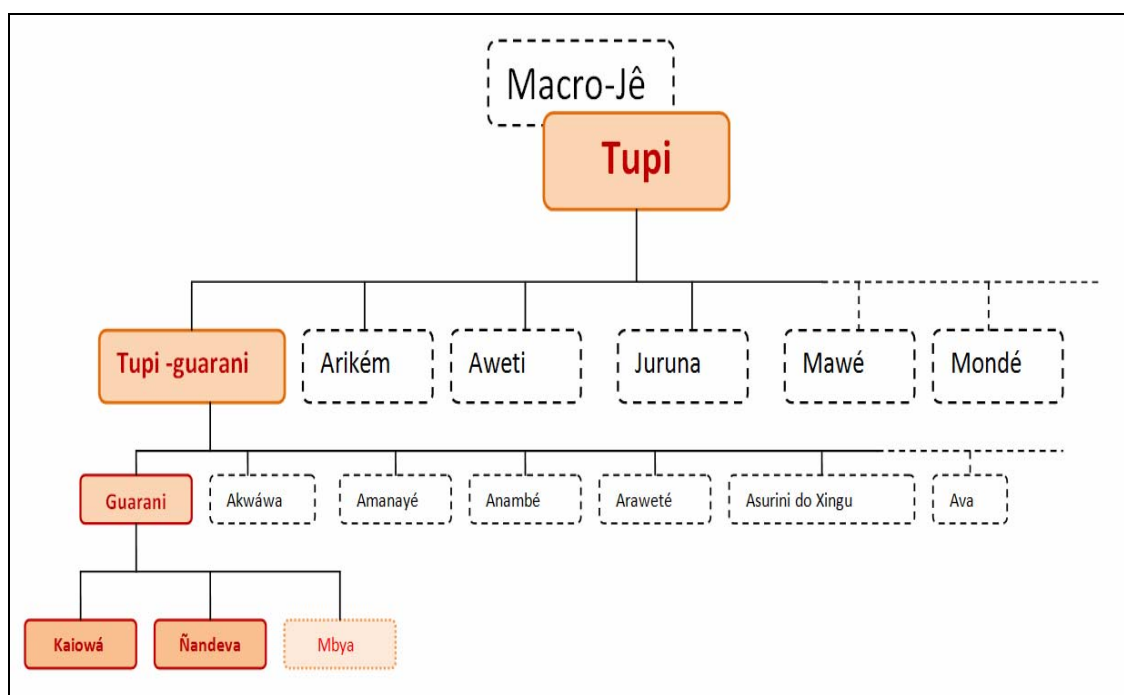 Macro-Jê
Tupi
Tupi -guarani
Arikém
Aweti
Juruna
Mawé
Mondé
Guarani
Akwáwa
Amanayé
Anambé
Araweté
Asurini do Xingu
Ava
Kaiowá
Ñandeva
Mbya